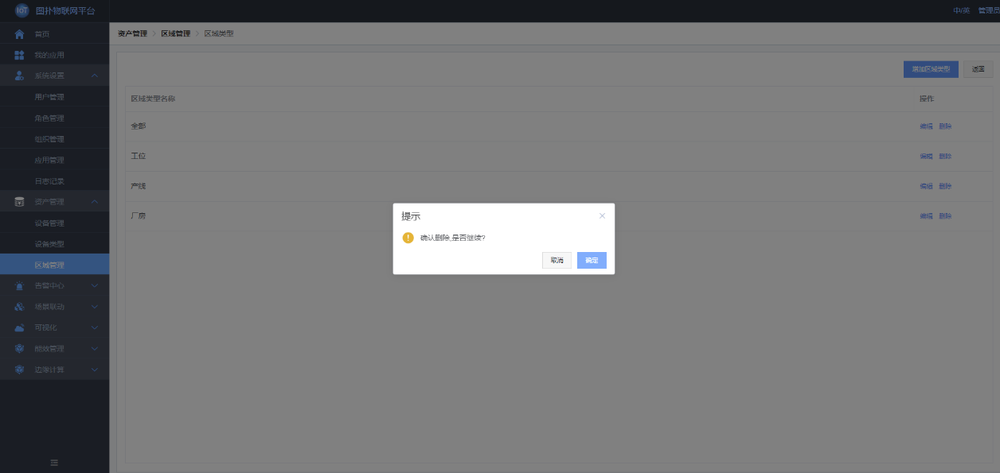 IOT 图扑物联网平台
中/英 管理员
首页
我的应用
系统设置
用户管理
角色管理
组织管理
应用管理
日志记录
资产管理
设备管理
设备类型
区域管理
告警中心
场景联动
可视化
能效管理
边缘计算
资产管理 > 区域管理 > 区域类型
增加区域类型 返回
区域类型名称 操作
全部 编辑 删除
工位 编辑 删除
产线 编辑 删除
厂房 编辑 删除
提示
确认删除,是否继续?
取消 确定